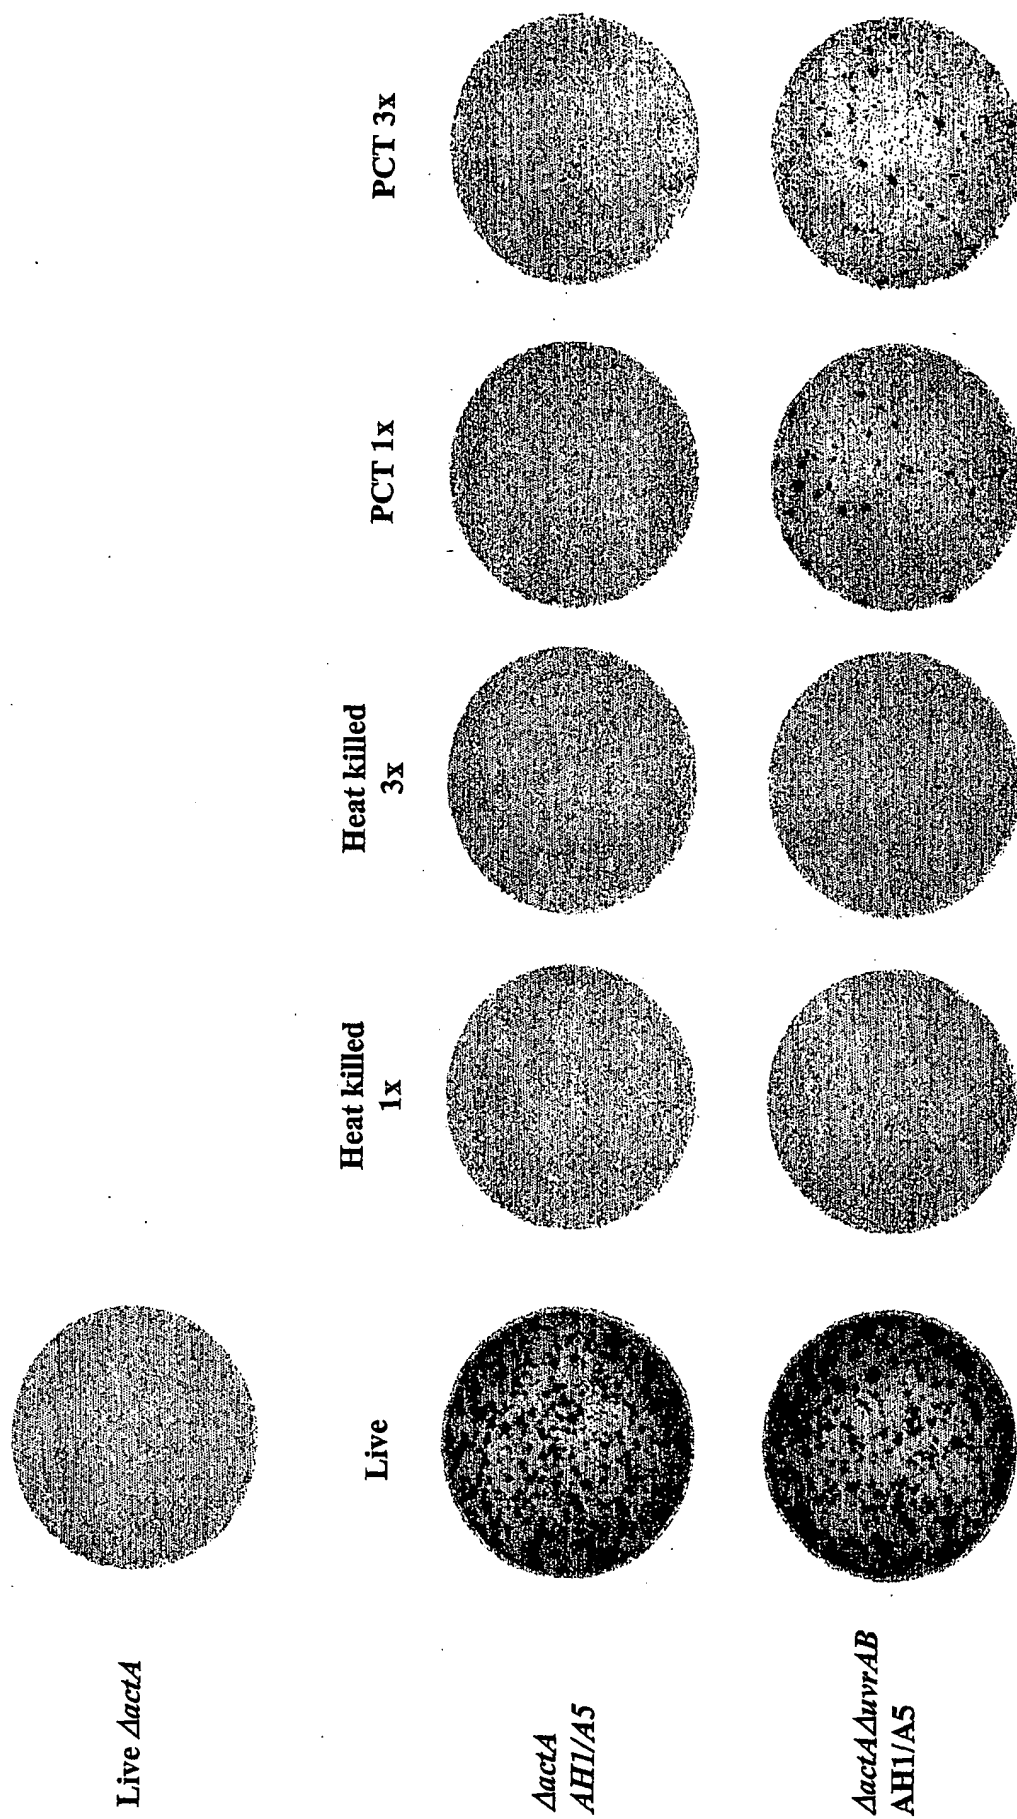 Live ΔactA
Live
Heat killed
1x
Heat killed
3x
PCT 1x
PCT 3x
ΔactA
AH1/A5
ΔactAΔuvrAB
AH1/A5